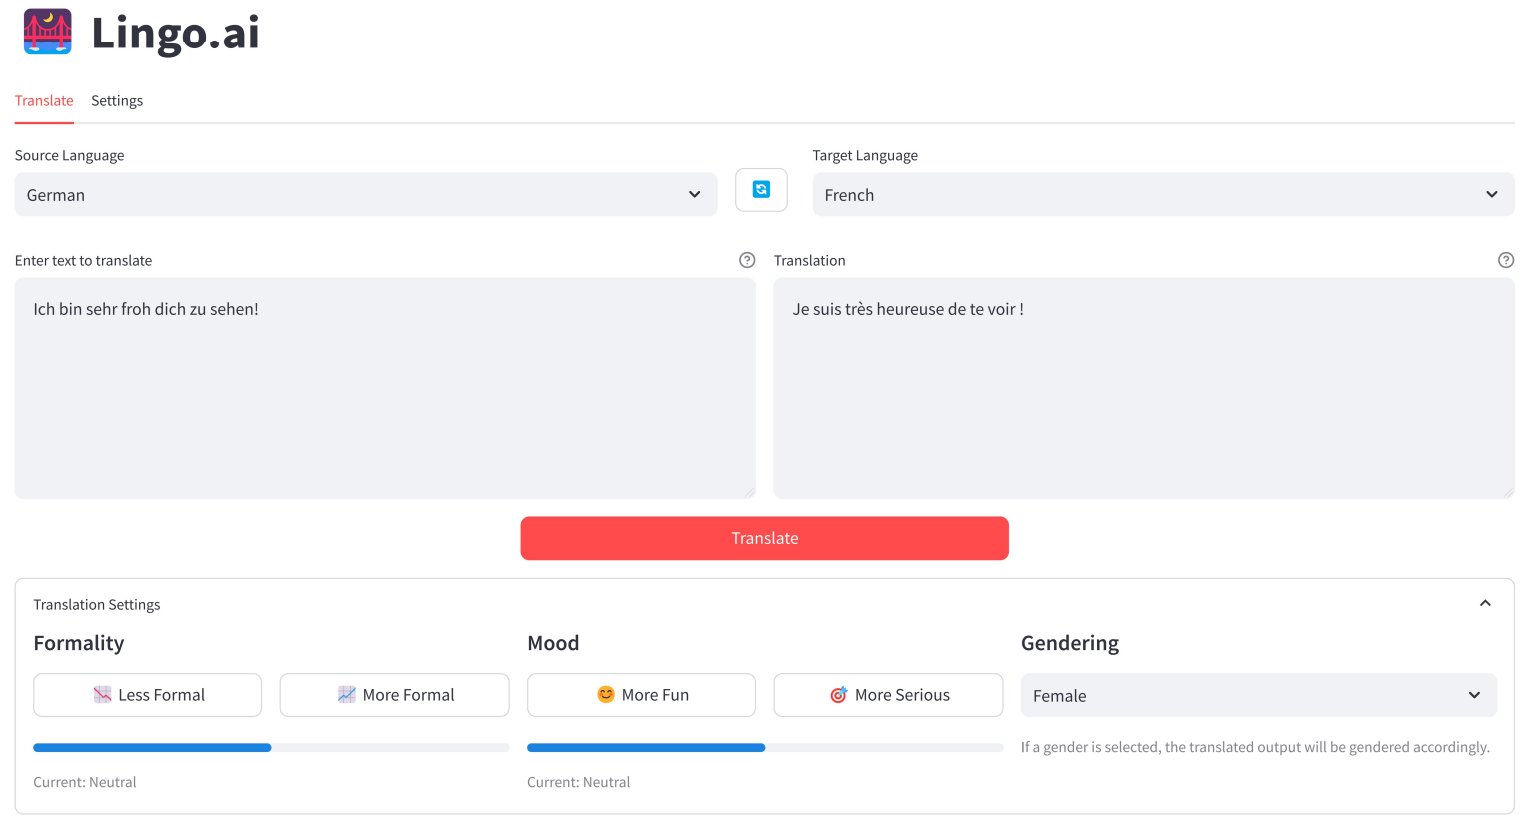 Lingo.ai
Translate
Settings
Source Language
German
Target Language
French
Enter text to translate
Ich bin sehr froh dich zu sehen!
Translation
Je suis très heureuse de te voir !
Translate
Translation Settings
Formality
Less Formal
More Formal
Current: Neutral
Mood
More Fun
More Serious
Current: Neutral
Gendering
Female
If a gender is selected, the translated output will be gendered accordingly.